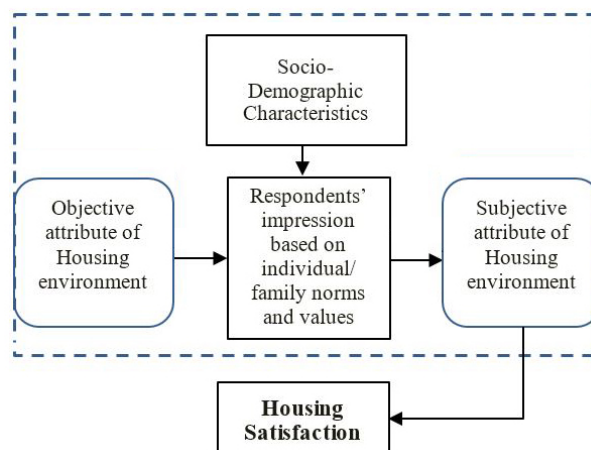 Socio-
Demographic
Characteristics
Objective
attribute of
Housing
environment
Respondents’
impression
based on
individual/
family norms
and values
Subjective
attribute of
Housing
environment
Housing
Satisfaction